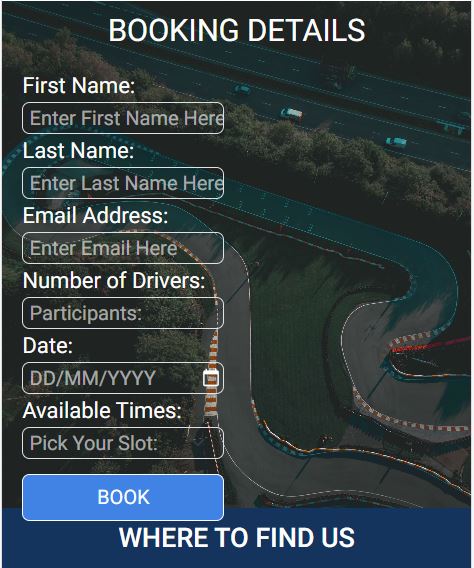 BOOKING DETAILS
First Name:
Enter First Name Here
Last Name:
Enter Last Name Here
Email Address:
Enter Email Here
Number of Drivers:
Participants:
Date:
DD/MM/YYYY
Available Times:
Pick Your Slot:
BOOK
WHERE TO FIND US